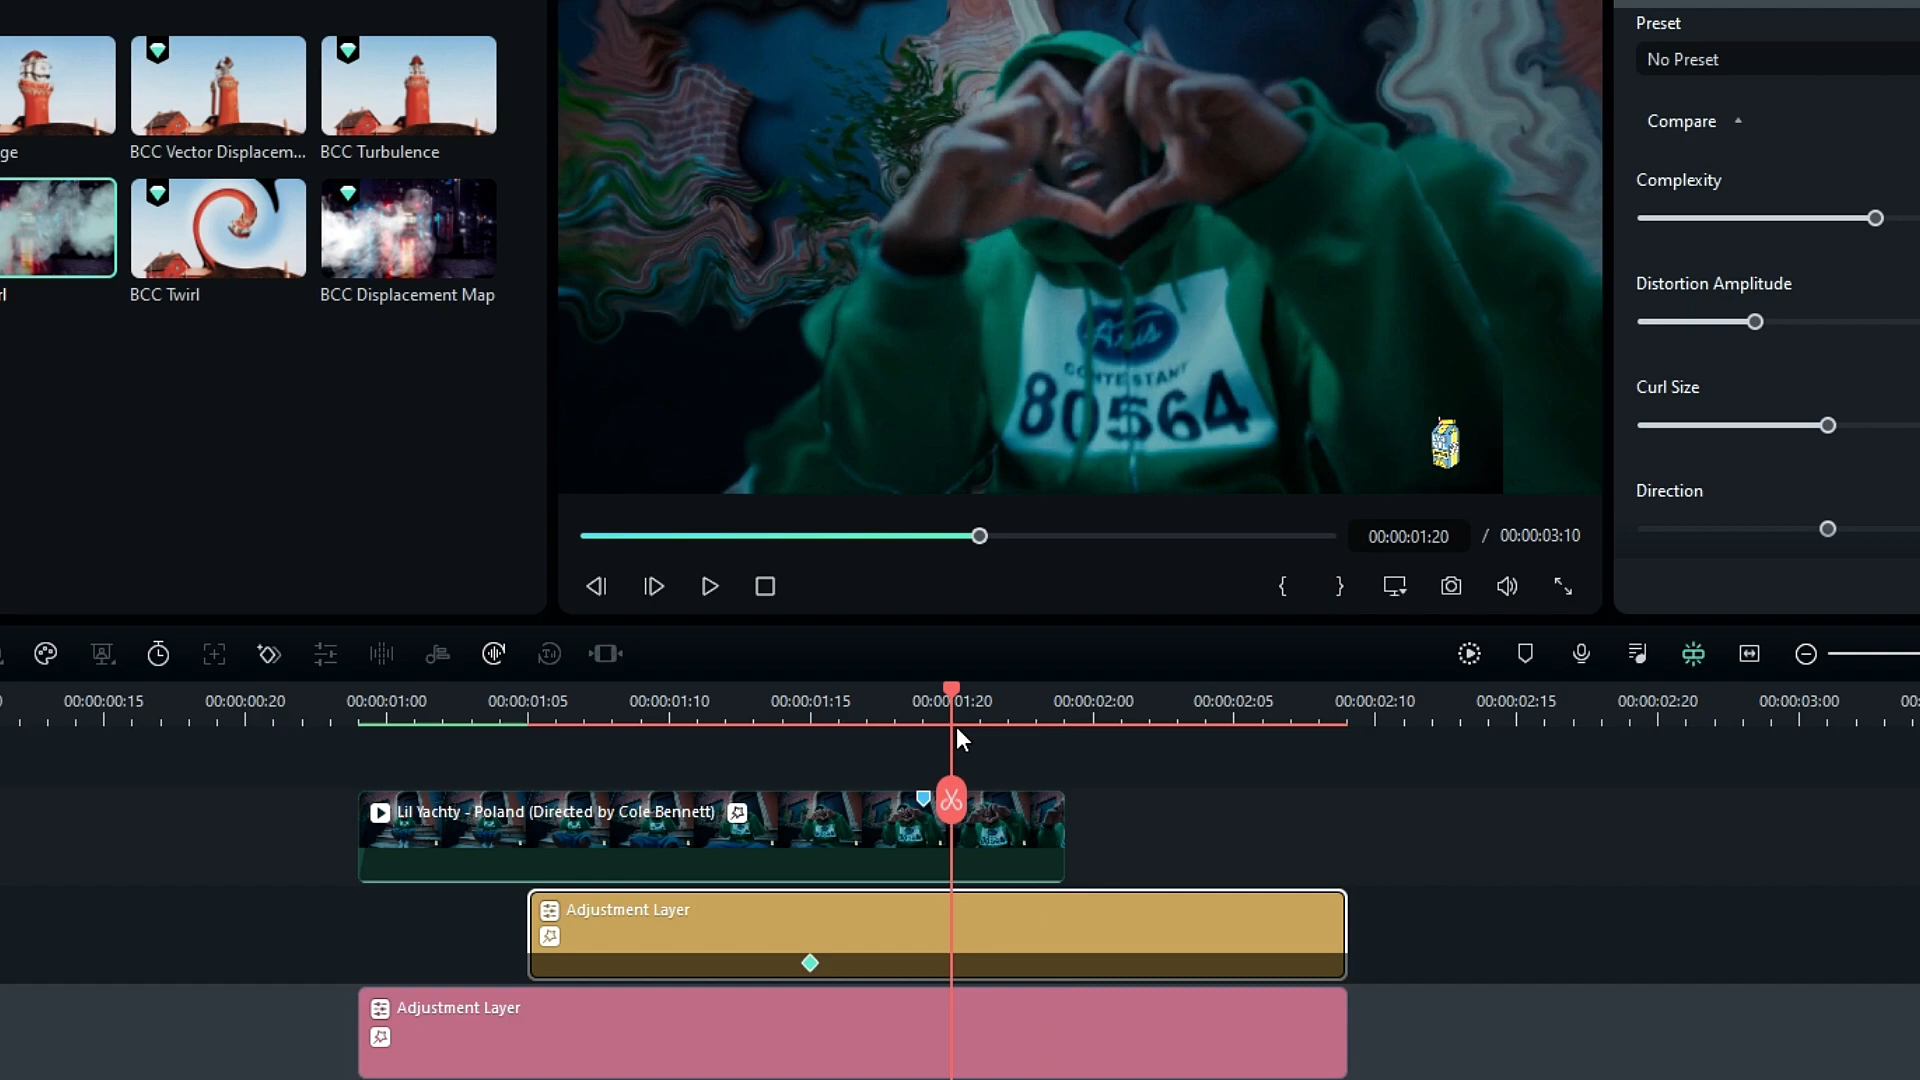 Preset
No Preset
Compare
Complexity
Distortion Amplitude
Curl Size
Direction
ge
BCC Vector Displacem...
BCC Turbulence
BCC Twirl
BCC Displacement Map
CONTESTANT
80564
00:00:01:20 / 00:00:03:10
00:00:00:15 00:00:00:20 00:00:01:00 00:00:01:05 00:00:01:10 00:00:01:15 00:00:01:20 00:00:02:00 00:00:02:05 00:00:02:10 00:00:02:15 00:00:02:20 00:00:03:00 00:
Lil Yachty - Poland (Directed by Cole Bennett)
Adjustment Layer
Adjustment Layer